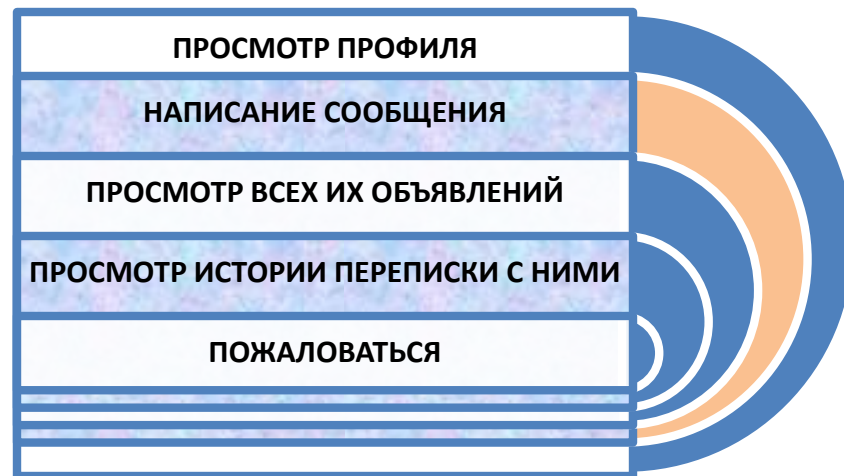 ПРОСМОТР ПРОФИЛЯ
НАПИСАНИЕ СООБЩЕНИЯ
ПРОСМОТР ВСЕХ ИХ ОБЪЯВЛЕНИЙ
ПРОСМОТР ИСТОРИИ ПЕРЕПИСКИ С НИМИ
ПОЖАЛОВАТЬСЯ